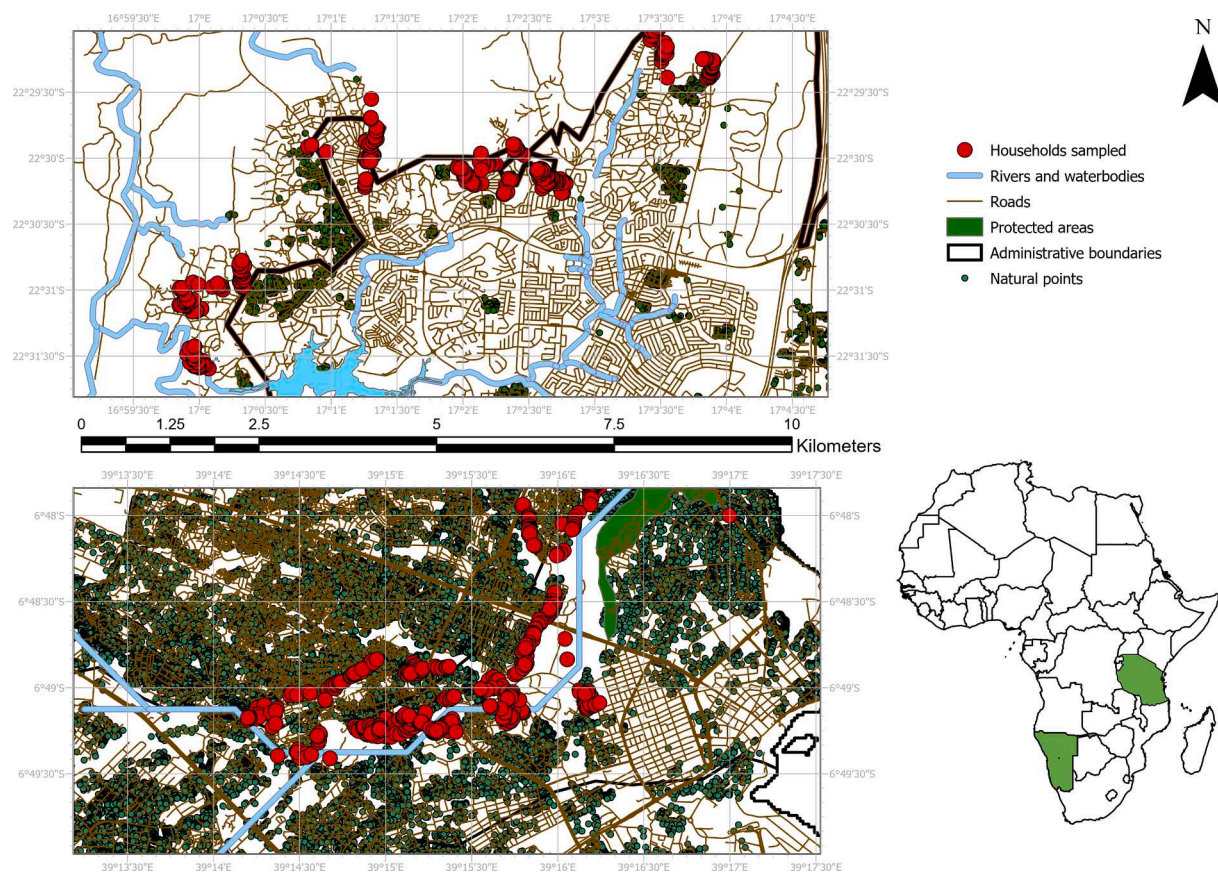 16°59'30"E 17°0'E 17°0'30"E 17°1'E 17°1'30"E 17°2'E 17°2'30"E 17°3'E 17°3'30"E 17°4'E 17°4'30"E
N
22°29'30"S 22°29'30"S
22°30'S 22°30'S
22°30'30"S 22°30'30"S
22°31'S 22°31'S
22°31'30"S 22°31'30"S
16°59'30"E 17°0'E 17°0'30"E 17°1'E 17°1'30"E 17°2'E 17°2'30"E 17°3'E 17°3'30"E 17°4'E 17°4'30"E
Households sampled
Rivers and waterbodies
Roads
Protected areas
Administrative boundaries
Natural points
0 1.25 2.5 5 7.5 10
Kilometers
39°13'30"E 39°14'E 39°14'30"E 39°15'E 39°15'30"E 39°16'E 39°16'30"E 39°17'E 39°17'30"E
6°48'S 6°48'S
6°48'30"S 6°48'30"S
6°49'S 6°49'S
6°49'30"S 6°49'30"S
39°13'30"E 39°14'E 39°14'30"E 39°15'E 39°15'30"E 39°16'E 39°16'30"E 39°17'E 39°17'30"E